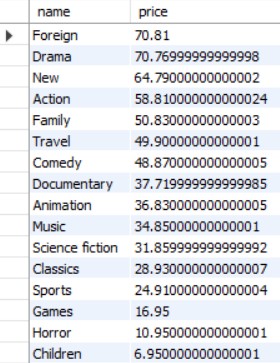 name price
Foreign 70.81
Drama 70.76999999999998
New 64.79000000000002
Action 58.810000000000024
Family 50.83000000000003
Travel 49.90000000000001
Comedy 48.870000000000005
Documentary 37.719999999999985
Animation 36.830000000000005
Music 34.85000000000001
Science fiction 31.859999999999992
Classics 28.930000000000007
Sports 24.910000000000004
Games 16.95
Horror 10.950000000000001
Children 6.950000000000001